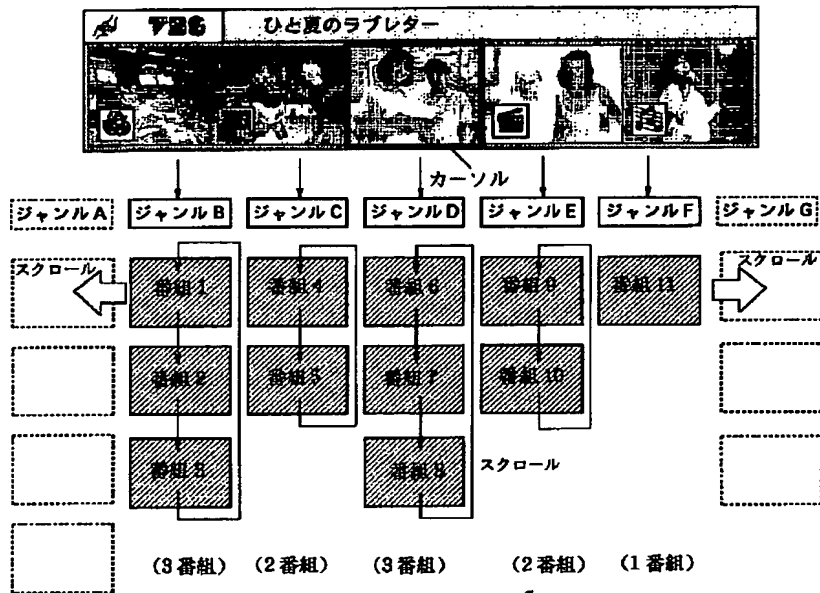 ひと夏のラブレター
カーソル
ジャンルA ジャンルB ジャンルC ジャンルD ジャンルE ジャンルF ジャンルG
スクロール 番組1 番組4 番組6 番組9 番組11 スクロール
番組2 番組5 番組7 番組10
番組3 番組8 スクロール
(3番組) (2番組) (3番組) (2番組) (1番組)